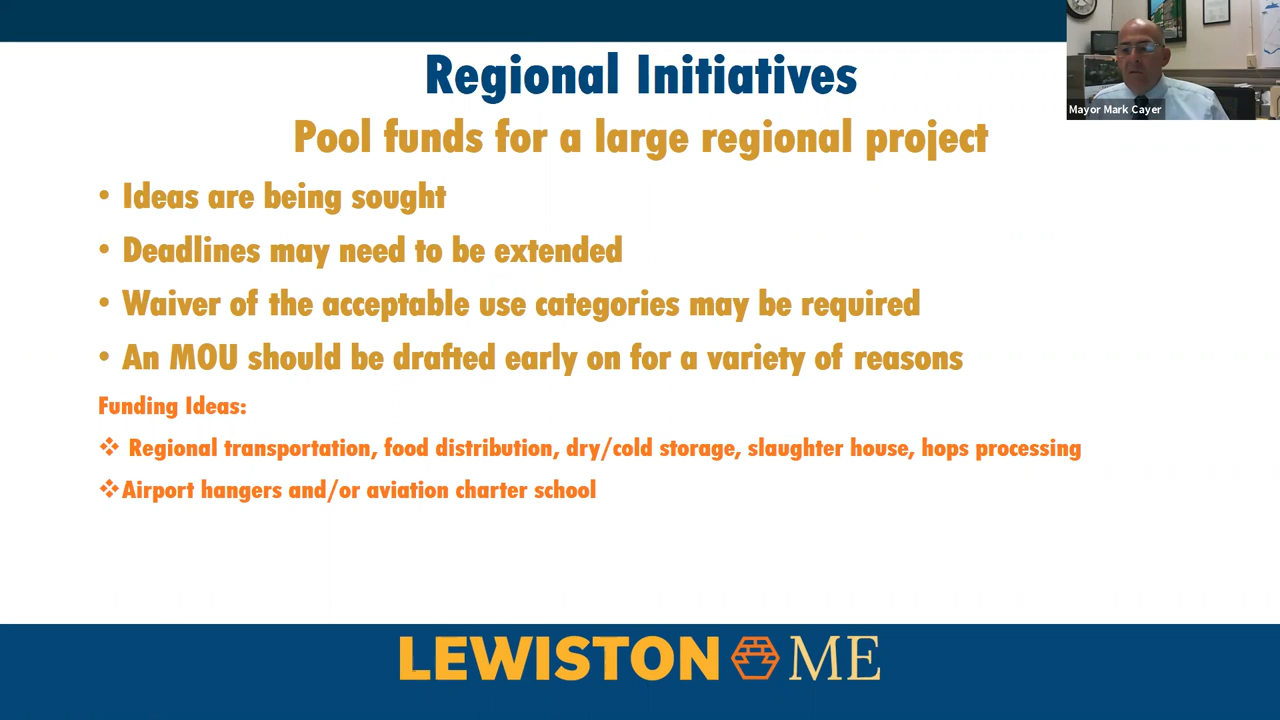 Regional Initiatives
Pool funds for a large regional project
• Ideas are being sought
• Deadlines may need to be extended
• Waiver of the acceptable use categories may be required
• An MOU should be drafted early on for a variety of reasons
Funding Ideas:
❖ Regional transportation, food distribution, dry/cold storage, slaughter house, hops processing
❖Airport hangers and/or aviation charter school
LEWISTON ME
Mayor Mark Cayer